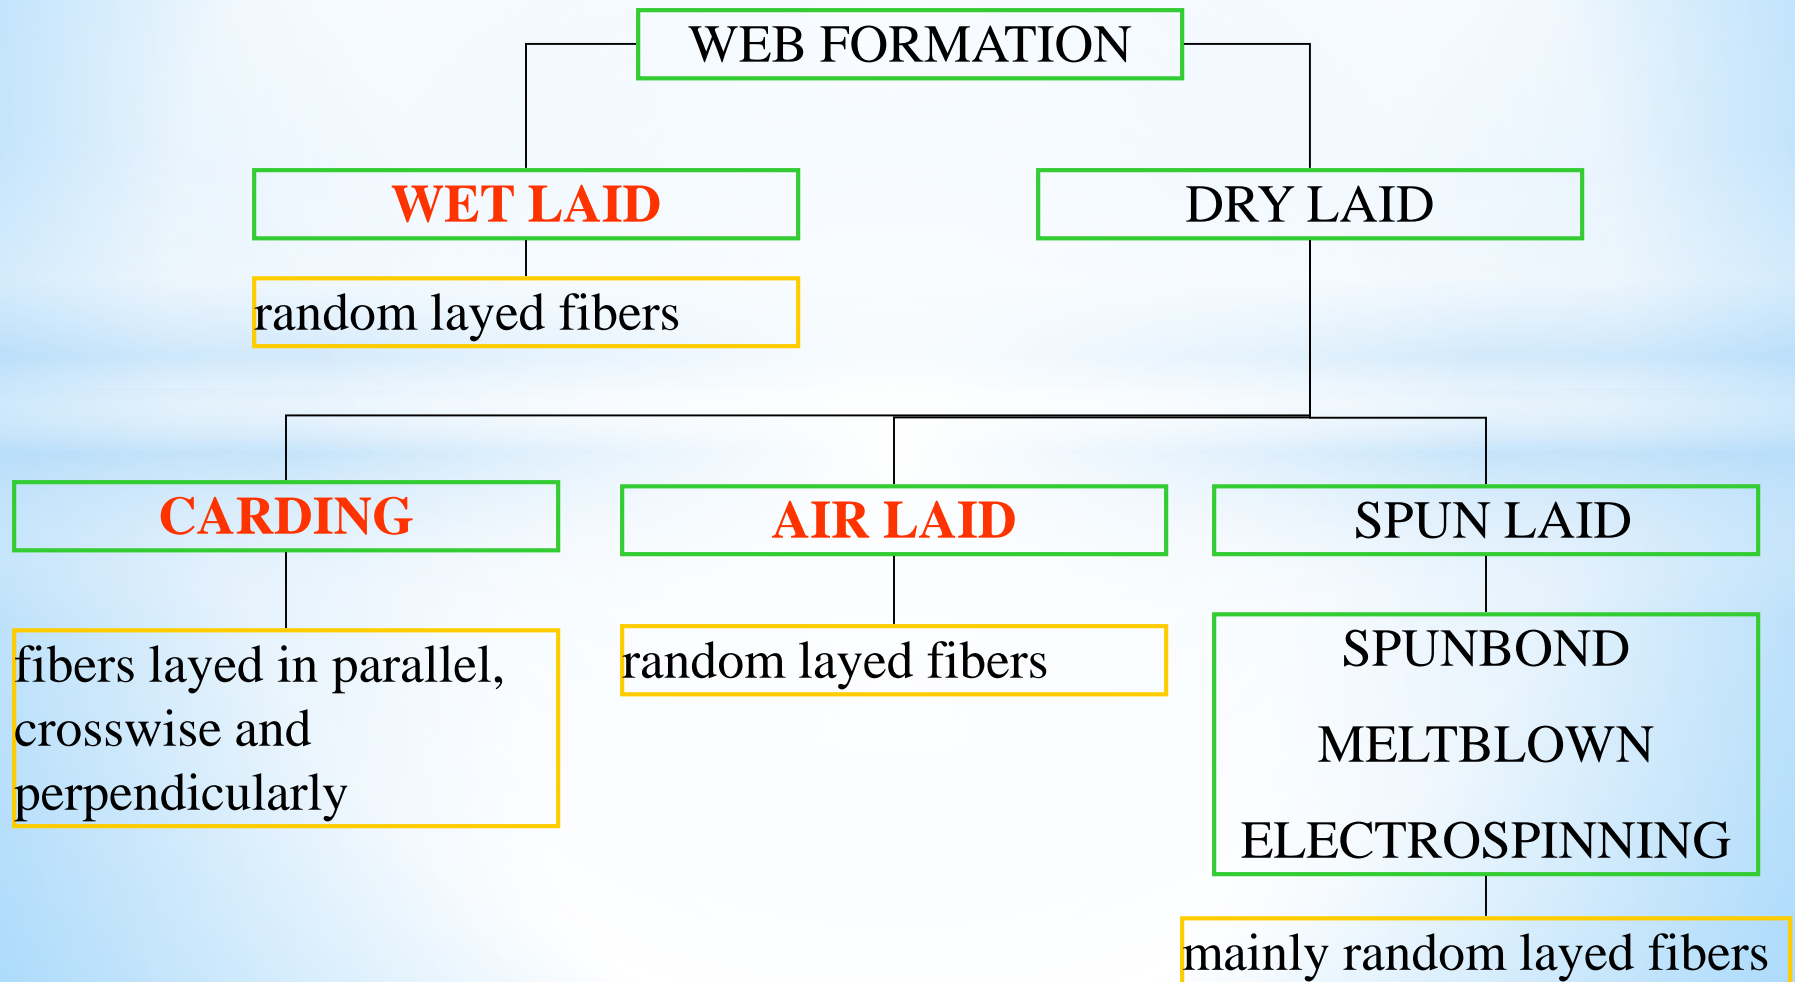 WEB FORMATION
WET LAID
DRY LAID
random layed fibers
CARDING
AIR LAID
SPUN LAID
fibers layed in parallel,
crosswise and
perpendicularly
random layed fibers
SPUNBOND
MELTBLOWN
ELECTROSPINNING
mainly random layed fibers